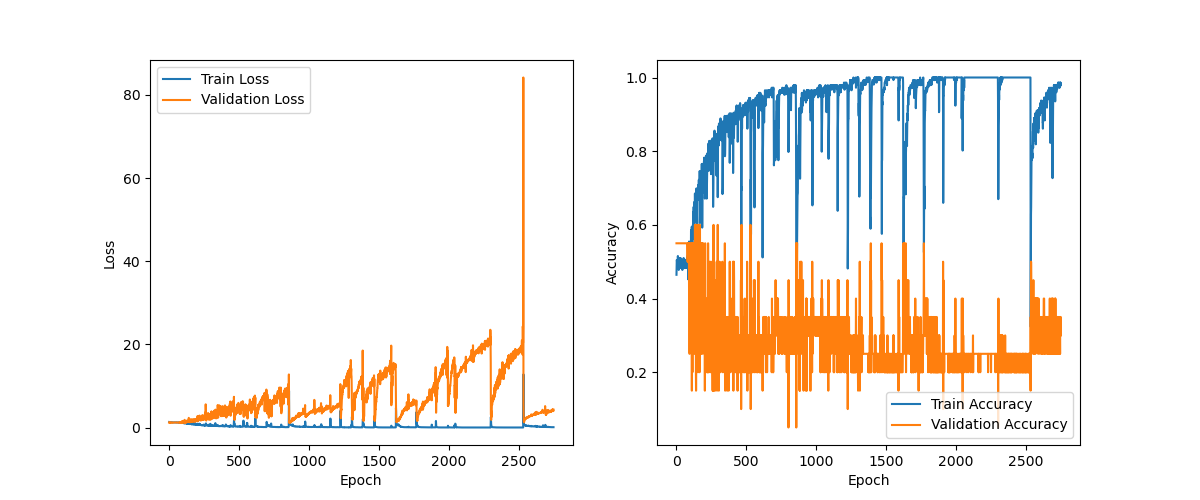 Train Loss
Validation Loss
Loss
80
60
40
20
0
0 500 1000 1500 2000 2500
Epoch
Accuracy
1.0
0.8
0.6
0.4
0.2
Train Accuracy
Validation Accuracy
0 500 1000 1500 2000 2500
Epoch